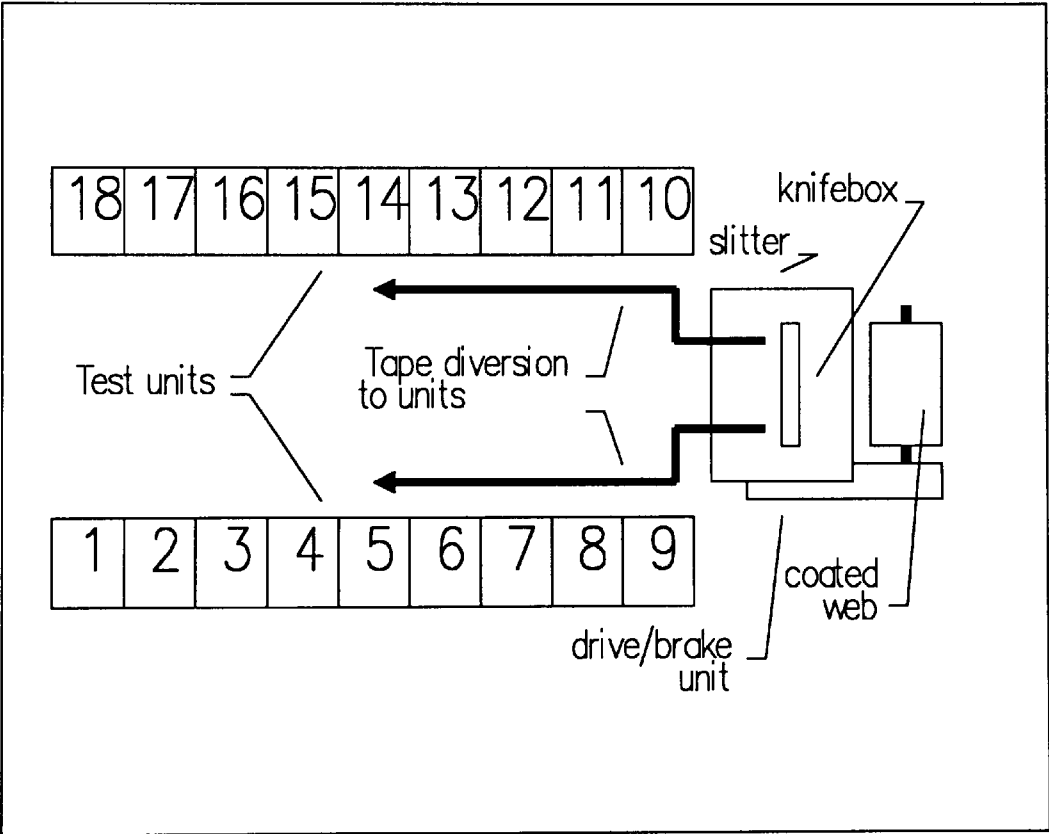 18 17 16 15 14 13 12 11 10
knifebox
slitter
Test units
Tape diversion
to units
1 2 3 4 5 6 7 8 9
coated
web
drive/brake
unit